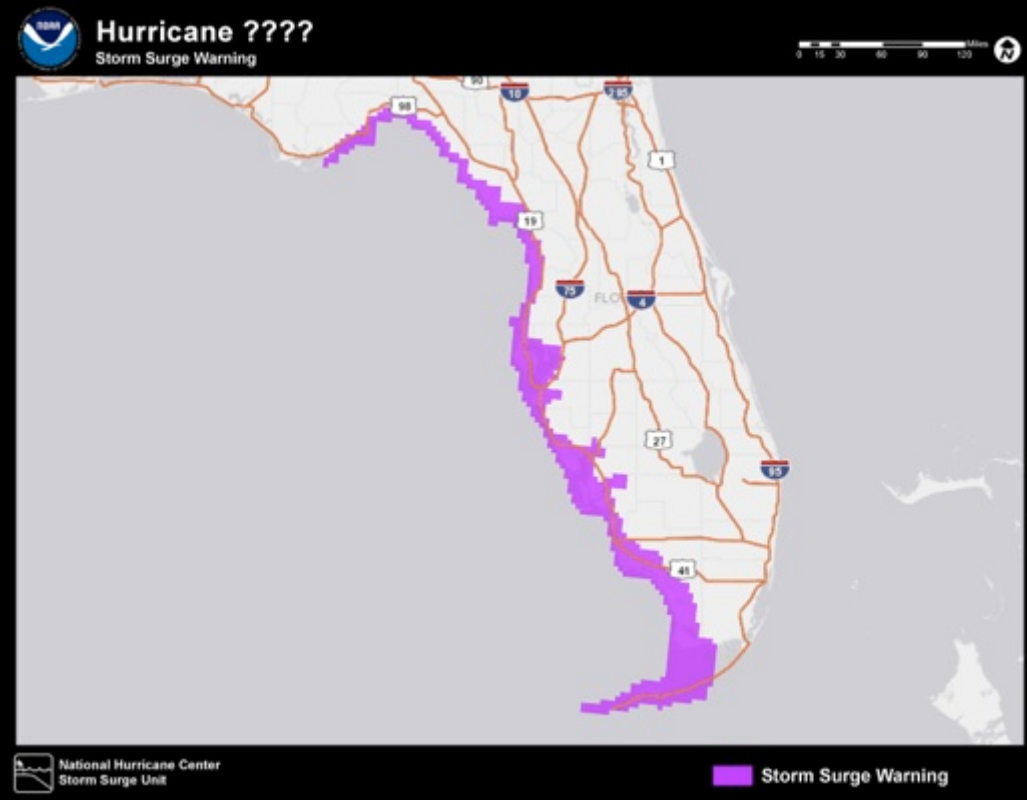 NOAA
Hurricane ????
Storm Surge Warning
Miles
0 15 30 60 90 120
N
90
10
295
98
1
19
75
FLO
4
27
95
41
National Hurricane Center
Storm Surge Unit
Storm Surge Warning